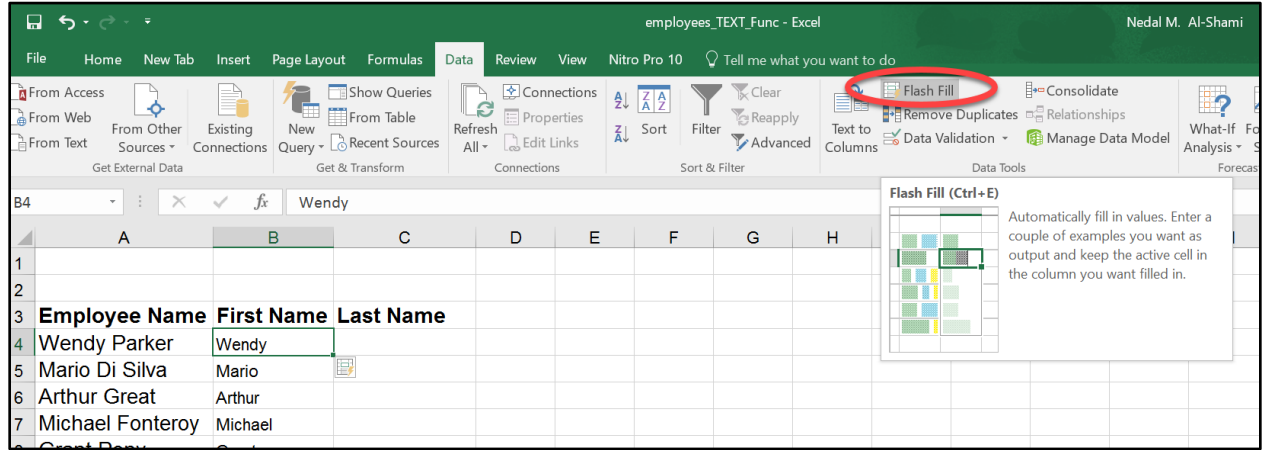 employees_TEXT_Func - Excel Nedal M. Al-Shami
File Home New Tab Insert Page Layout Formulas Data Review View Nitro Pro 10 Tell me what you want to do
From Access
From Web
From Text
From Other Sources
Get External Data
Existing Connections
New Query
Show Queries
From Table
Recent Sources
Get & Transform
Refresh All
Connections
Properties
Edit Links
Connections
Sort
Filter
Clear
Reapply
Advanced
Sort & Filter
Text to Columns
Flash Fill
Remove Duplicates
Data Validation
Consolidate
Relationships
Manage Data Model
Data Tools
What-If Analysis
Forecas
B4 fx Wendy
Flash Fill (Ctrl+E)
Automatically fill in values. Enter a
couple of examples you want as
output and keep the active cell in
the column you want filled in.
A B C D E F G H
1
2
3 Employee Name First Name Last Name
4 Wendy Parker Wendy
5 Mario Di Silva Mario
6 Arthur Great Arthur
7 Michael Fonteroy Michael